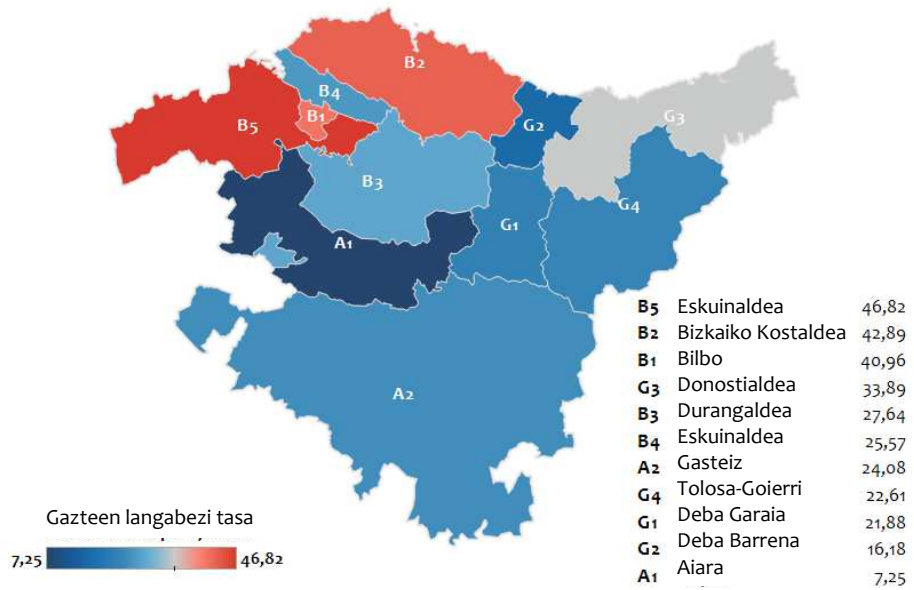 B2
B4
B1
B5
G2
G3
B3
G4
G1
A1
A2
B5 Eskuinaldea 46,82
B2 Bizkaiko Kostaldea 42,89
B1 Bilbo 40,96
G3 Donostialdea 33,89
B3 Durangaldea 27,64
B4 Eskuinaldea 25,57
A2 Gasteiz 24,08
G4 Tolosa-Goierri 22,61
G1 Deba Garaia 21,88
G2 Deba Barrena 16,18
A1 Aiara 7,25
Gazteen langabezi tasa
7,25 46,82